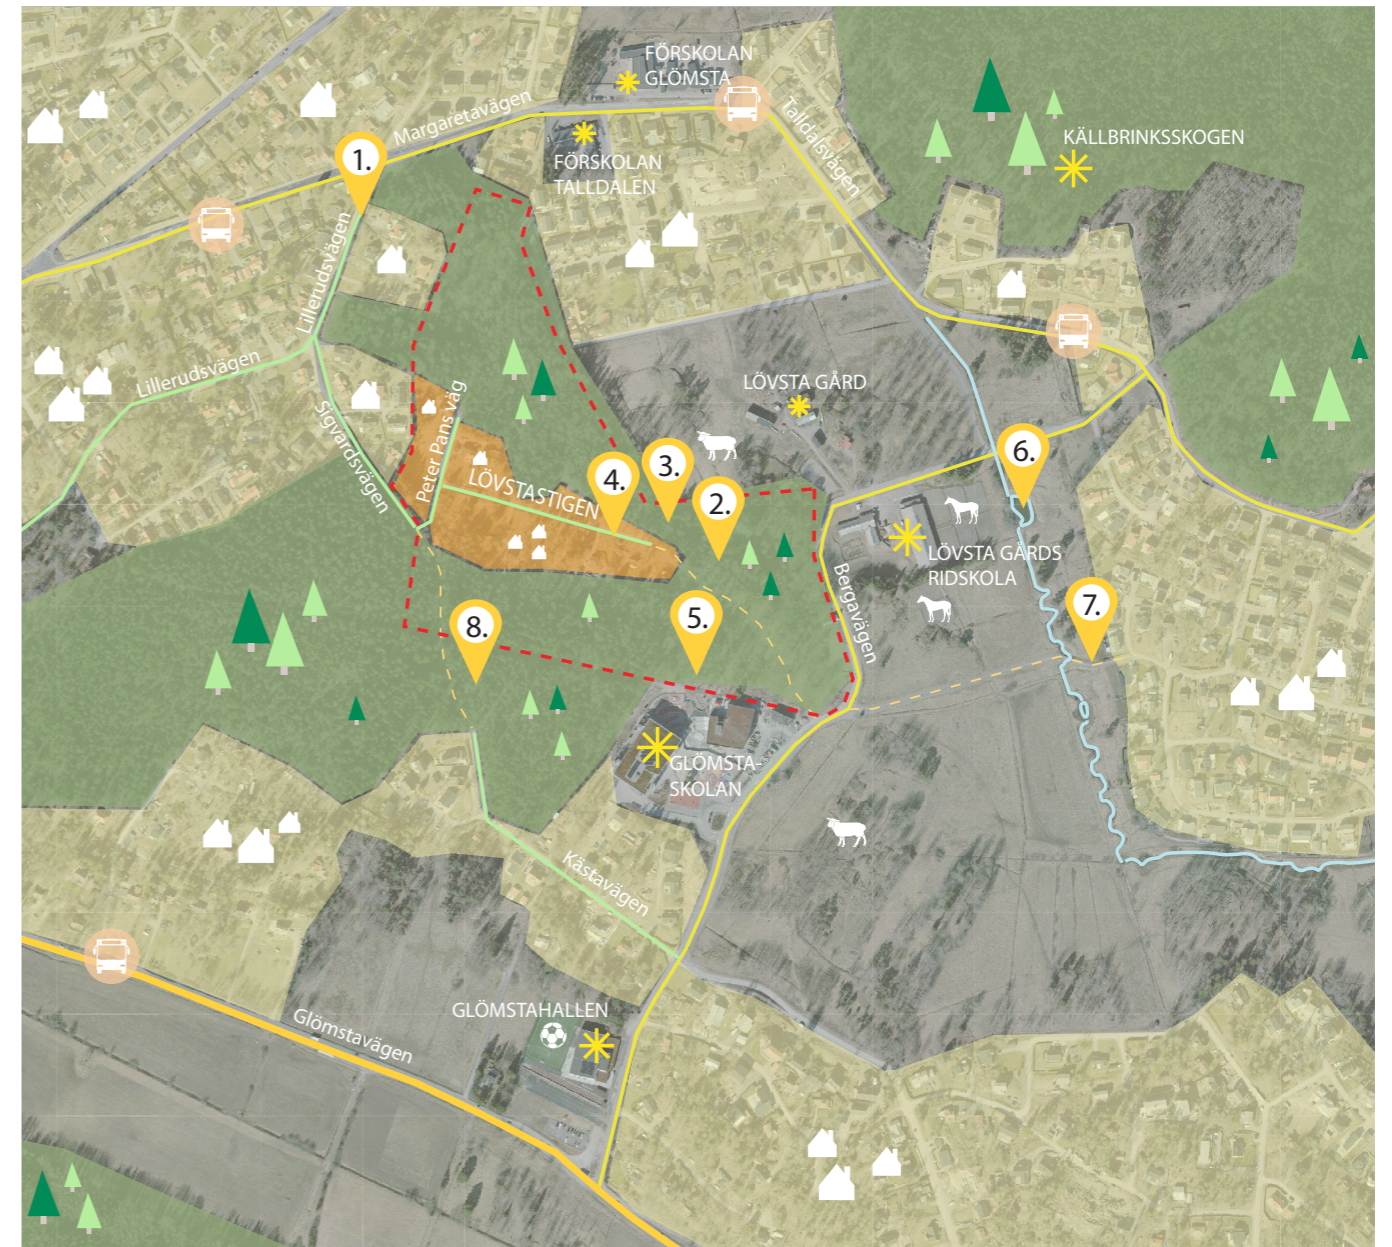 FÖRSKOLAN
GLÖMSTA
Margaretavägen
Talldalsvägen
KÄLLBRINKSSKOGEN
1.
FÖRSKOLAN
TALLDALEN
Lillerudsvägen
Lillerudsvägen
LÖVSTA GÅRD
Sigvardsvägen
Peter Pans väg
LÖVSTASTIGEN
4.
3.
2.
6.
LÖVSTA GÅRDS
RIDSKOLA
Bergavägen
7.
8.
5.
GLÖMSTA-
SKOLAN
Kästavägen
GLÖMSTAHALLEN
Glömstavägen